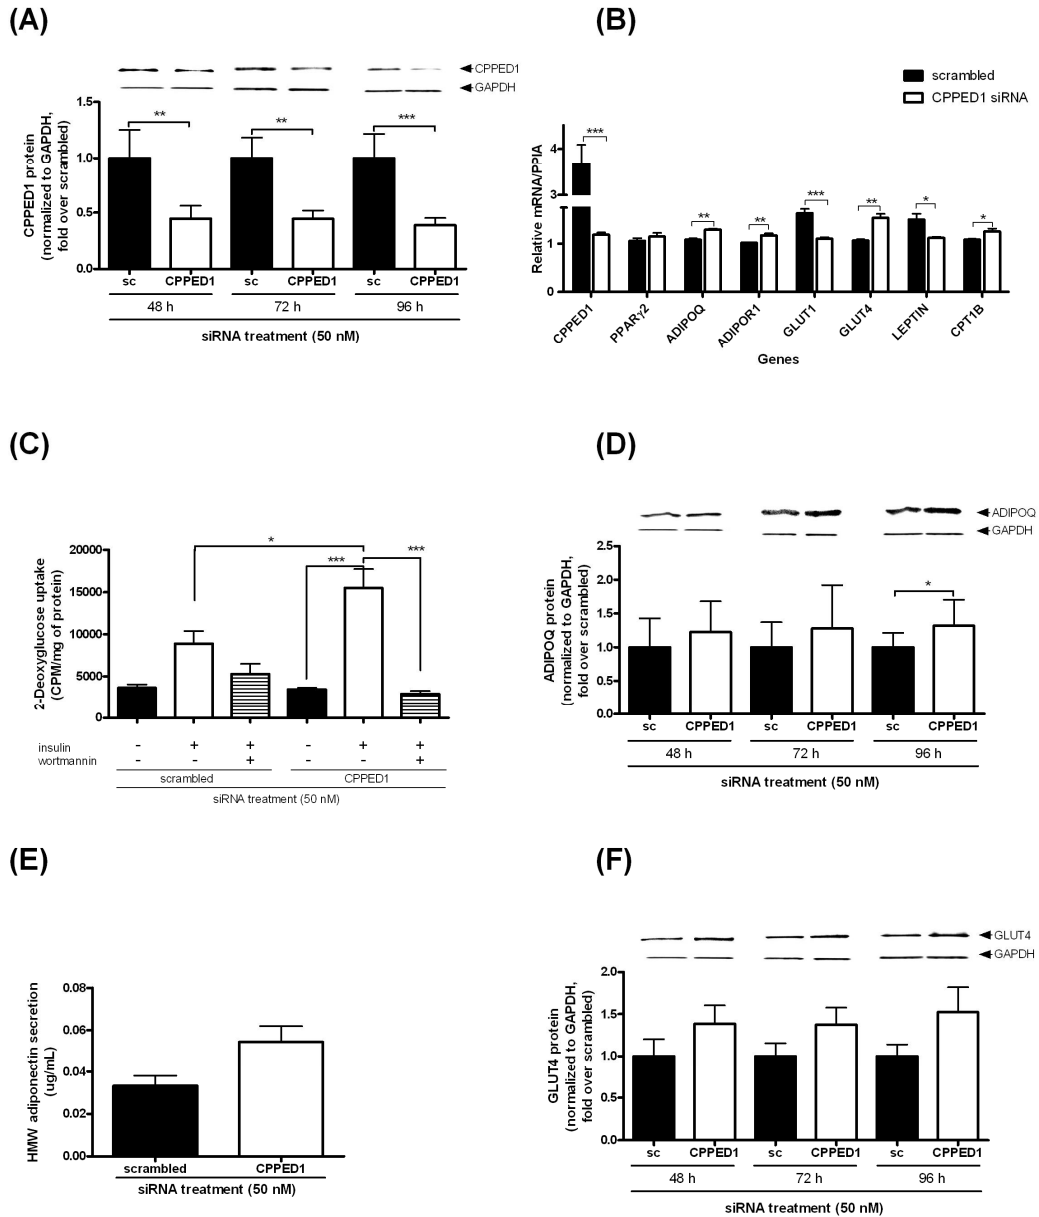 (A)
CPPED1
GAPDH
CPPED1 protein
(normalized to GAPDH,
fold over scrambled)
1.5
1.0
0.5
0.0
** ** ***
sc CPPED1 sc CPPED1 sc CPPED1
48 h 72 h 96 h
siRNA treatment (50 nM)
(B)
scrambled
CPPED1 siRNA
Relative mRNA/PPIA
4
3
1
0
*** ** ** *** ** * *
CPPED1 PPARγ2 ADIPOQ ADIPOR1 GLUT1 GLUT4 LEPTIN CPT1B
Genes
(C)
2-Deoxyglucose uptake
(CPM/mg of protein)
20000
15000
10000
5000
0
* *** ***
insulin - + + - + +
wortmannin - - + - - +
scrambled CPPED1
siRNA treatment (50 nM)
(D)
ADIPOQ
GAPDH
ADIPOQ protein
(normalized to GAPDH,
fold over scrambled)
2.5
2.0
1.5
1.0
0.5
0.0
*
sc CPPED1 sc CPPED1 sc CPPED1
48 h 72 h 96 h
siRNA treatment (50 nM)
(E)
HMW adiponectin secretion
(ug/mL)
0.08
0.06
0.04
0.02
0.00
scrambled CPPED1
siRNA treatment (50 nM)
(F)
GLUT4
GAPDH
GLUT4 protein
(normalized to GAPDH,
fold over scrambled)
2.0
1.5
1.0
0.5
0.0
sc CPPED1 sc CPPED1 sc CPPED1
48 h 72 h 96 h
siRNA treatment (50 nM)